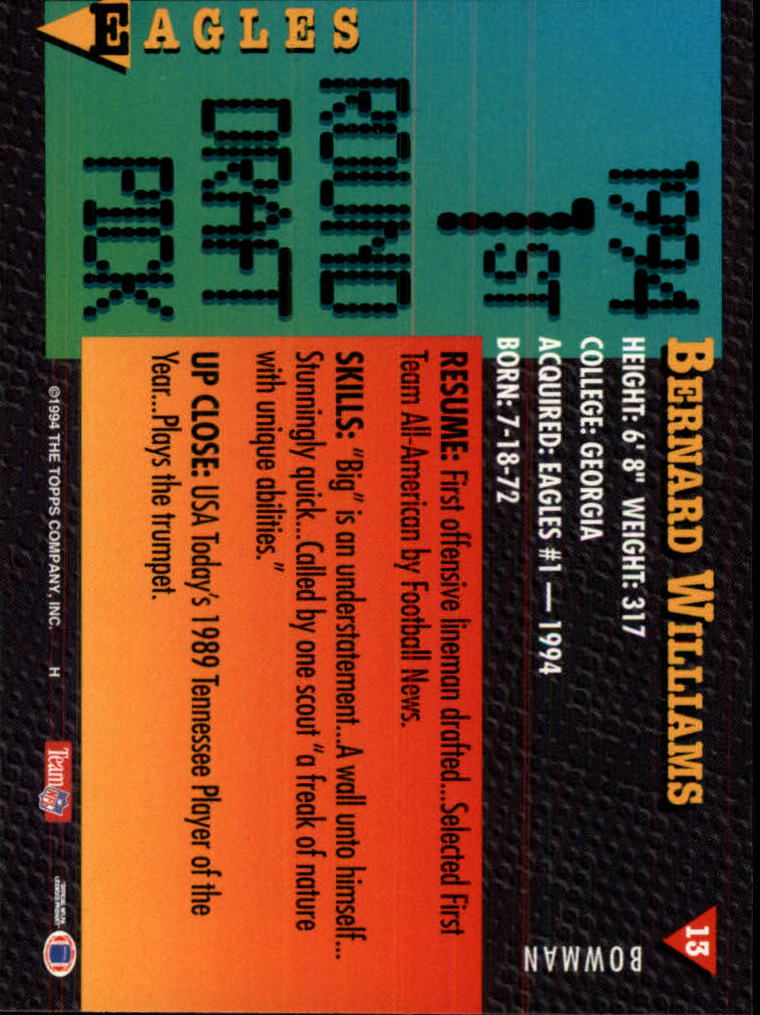 BERNARD WILLIAMS
13
BOWMAN
HEIGHT: 6' 8" WEIGHT: 317
COLLEGE: GEORGIA
ACQUIRED: EAGLES #1 — 1994
BORN: 7-18-72
1994
1ST
ROUND
DRAFT
PICK
EAGLES
RESUME: First offensive lineman drafted...Selected First
Team All-American by Football News.
SKILLS: "Big" is an understatement...A wall unto himself...
Stunningly quick...Called by one scout "a freak of nature
with unique abilities."
UP CLOSE: USA Today's 1989 Tennessee Player of the
Year...Plays the trumpet.
©1994 THE TOPPS COMPANY, INC. H
Team NFL